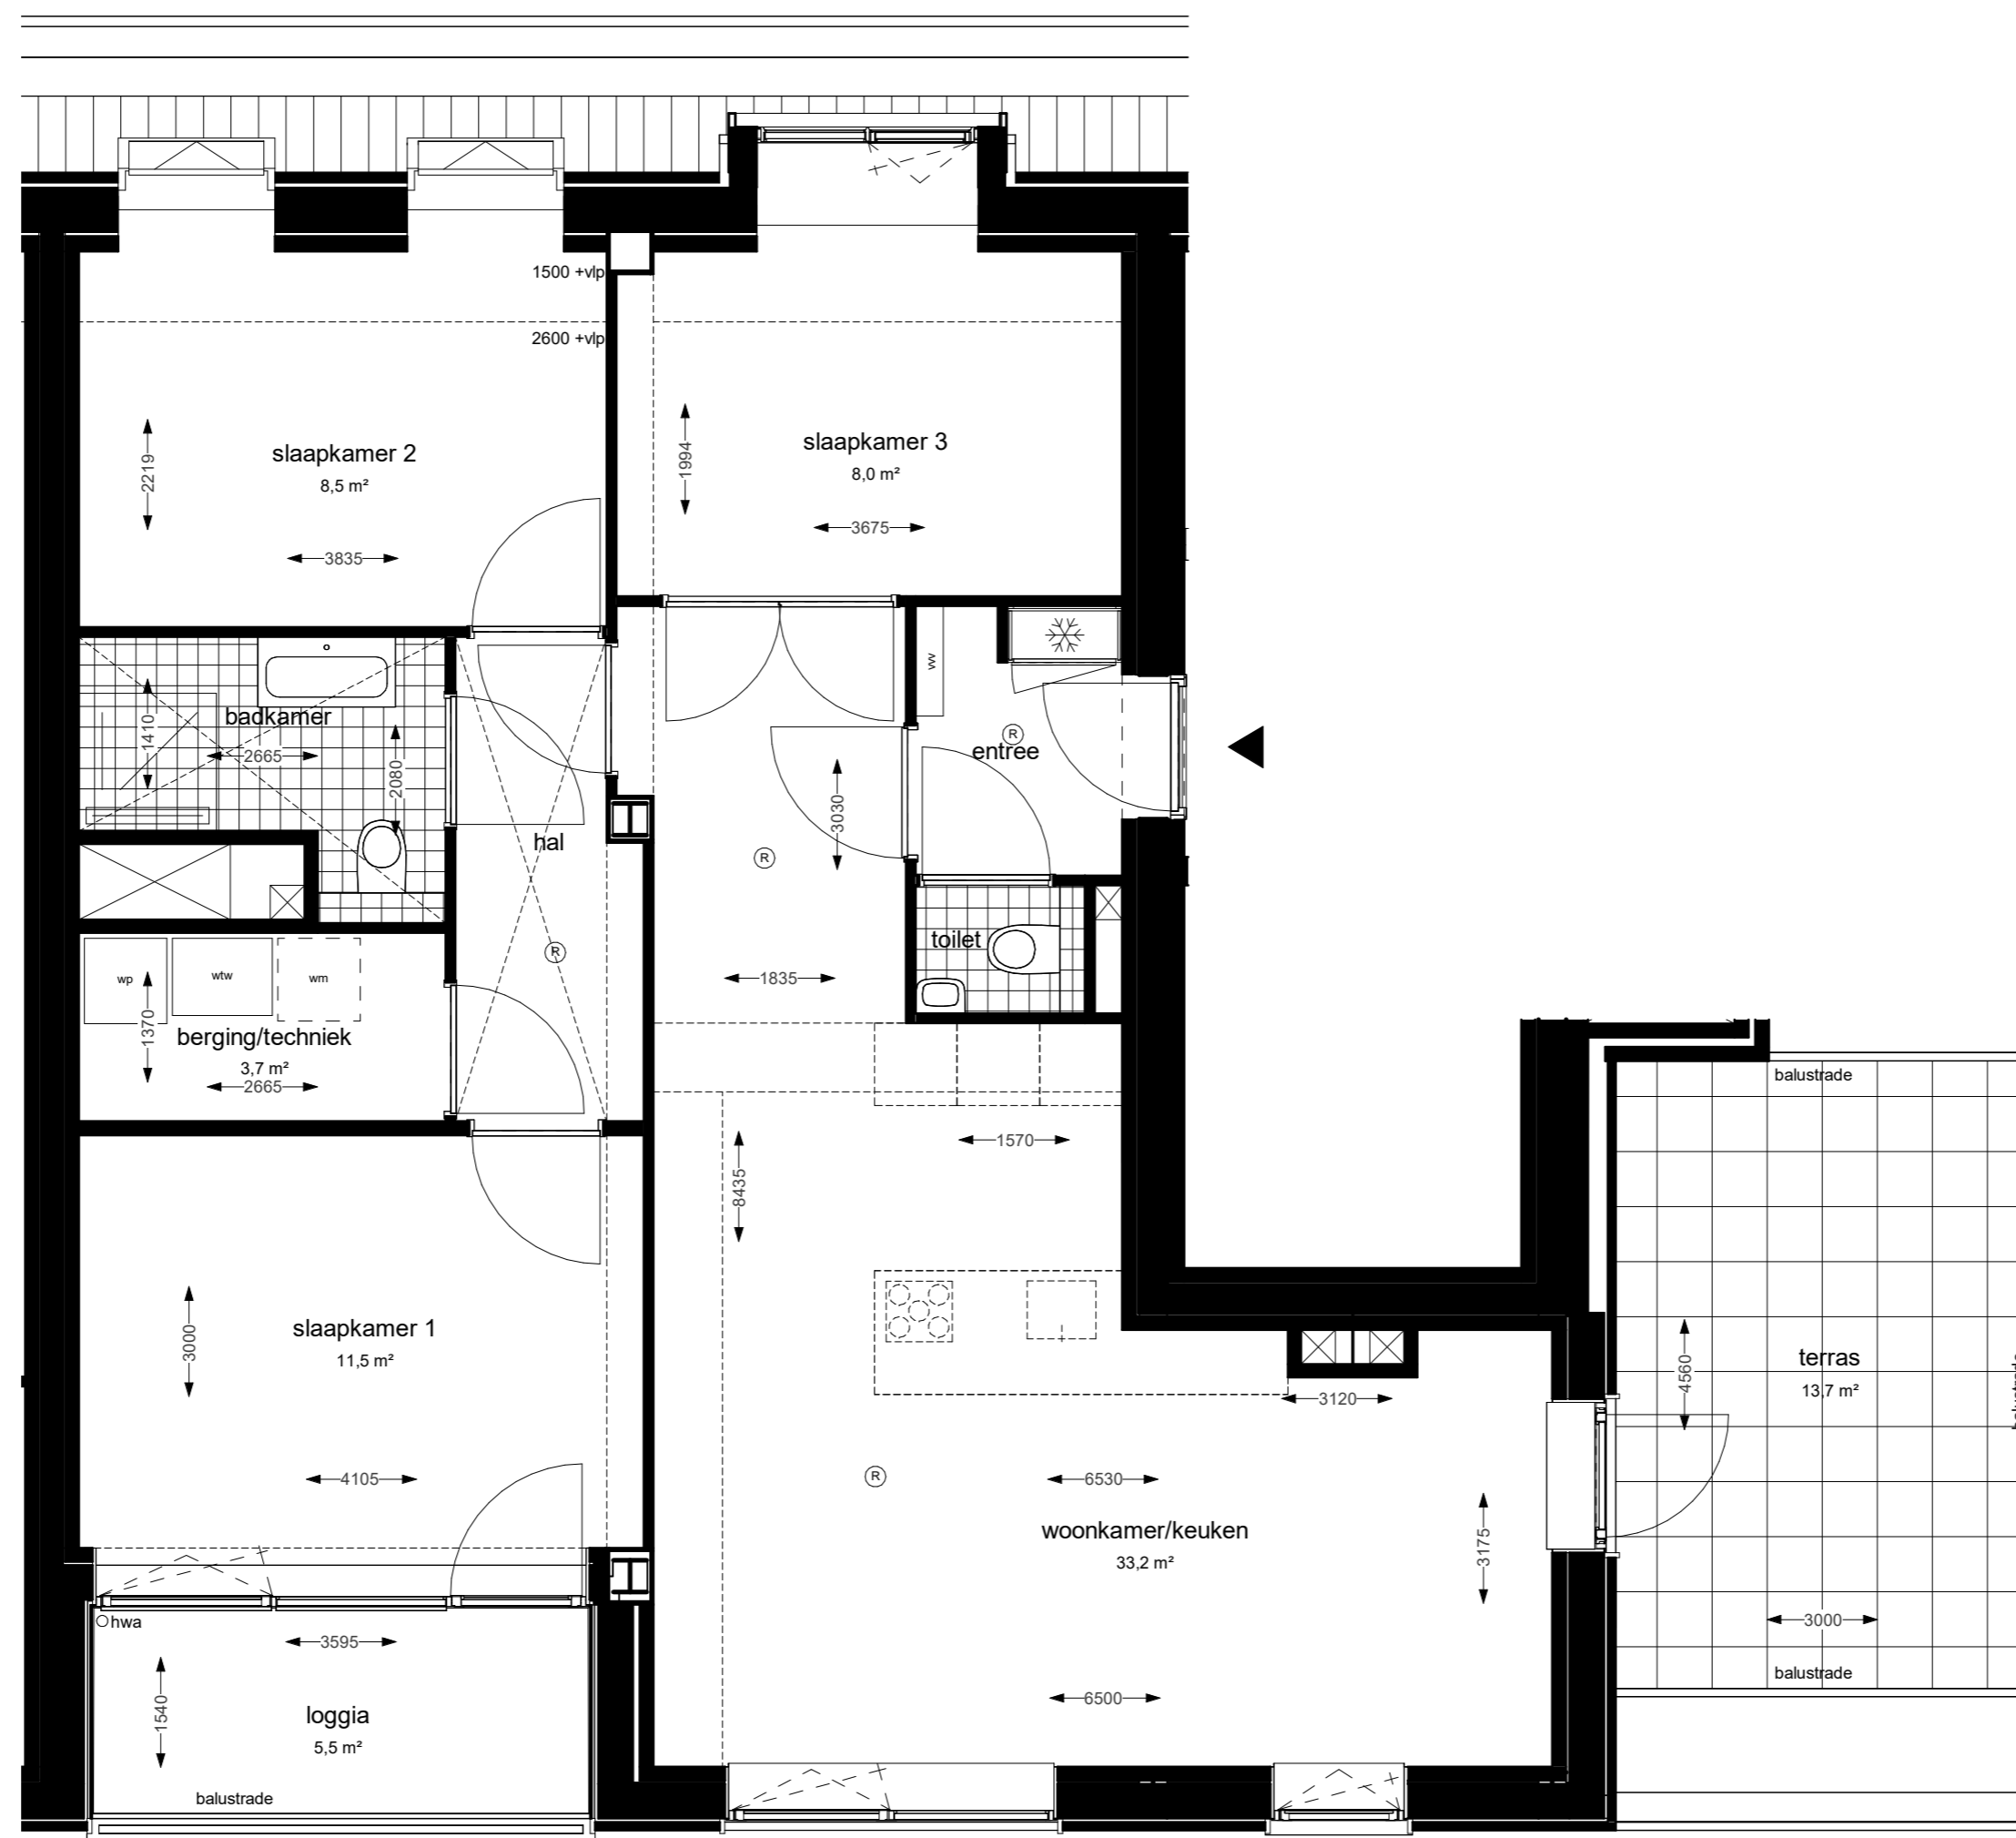 1500 +vlp
2600 +vlp
slaapkamer 2
8,5 m²
2219
3835
slaapkamer 3
8,0 m²
1994
3675
badkamer
1410
2665
2080
hal
R
wv
R
entree
3030
R
1835
toilet
wp
wtw
wm
1370
berging/techniek
3,7 m²
2665
1570
8435
slaapkamer 1
11,5 m²
3000
4105
3120
R
6530
woonkamer/keuken
33,2 m²
3175
6500
hwa
3595
1540
loggia
5,5 m²
balustrade
balustrade
terras
13,7 m²
4560
3000
balustrade